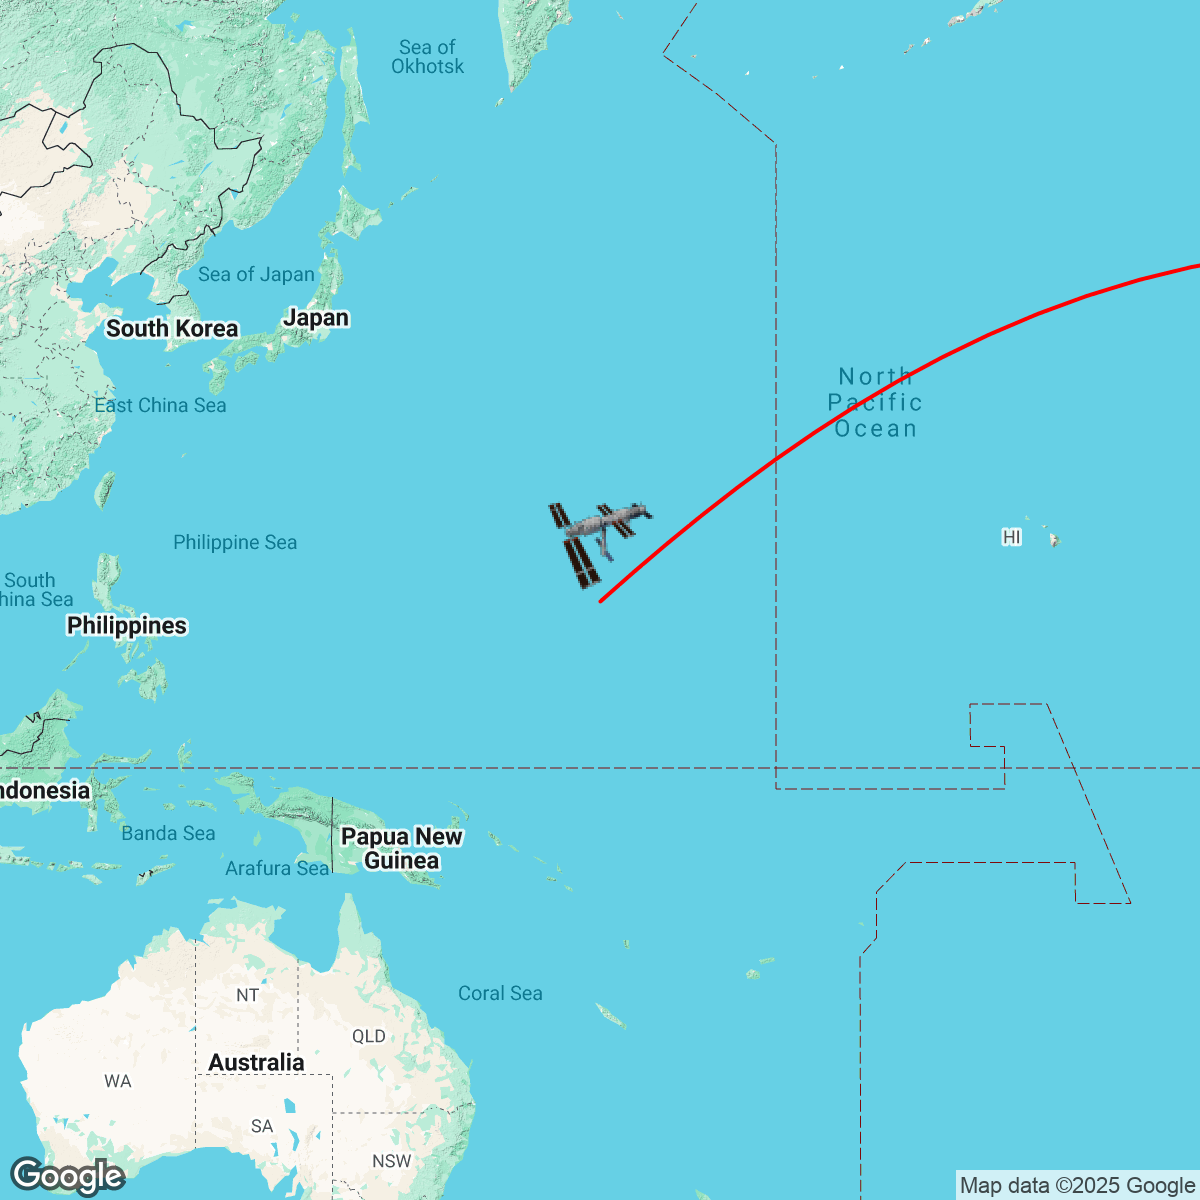 Sea of
Okhotsk
Sea of Japan
Japan
South Korea
North
Pacific
Ocean
East China Sea
HI
Philippine Sea
South
hina Sea
Philippines
ndonesia
Banda Sea
Papua New
Guinea
Arafura Sea
NT
Coral Sea
QLD
Australia
WA
SA
NSW
Google
Map data ©2025 Google